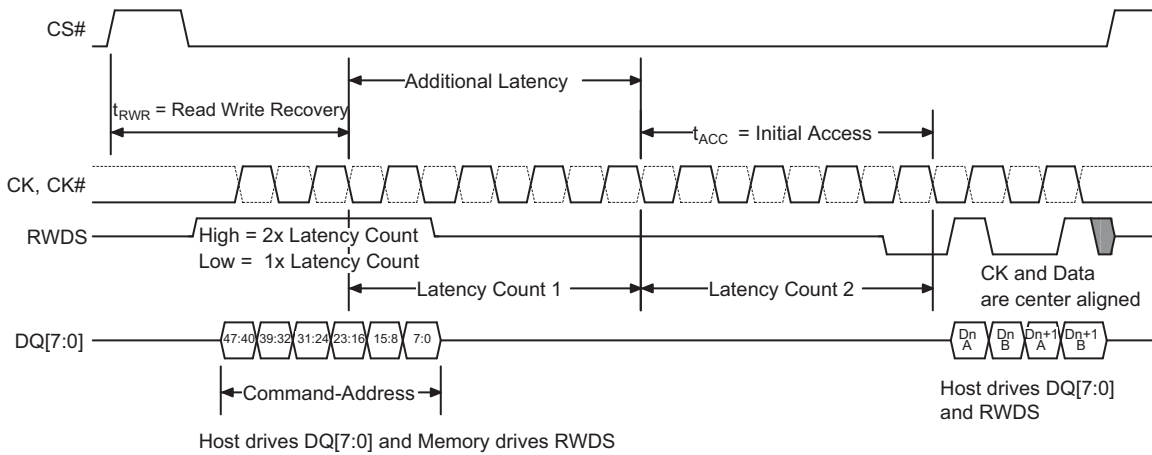 CS#
Additional Latency
tRWR = Read Write Recovery
tACC = Initial Access
CK, CK#
RWDS
High = 2x Latency Count
Low = 1x Latency Count
CK and Data
are center aligned
Latency Count 1
Latency Count 2
DQ[7:0]
47:40 39:32 31:24 23:16 15:8 7:0
Dn A
Dn B
Dn+1 A
Dn+1 B
Command-Address
Host drives DQ[7:0]
and RWDS
Host drives DQ[7:0] and Memory drives RWDS